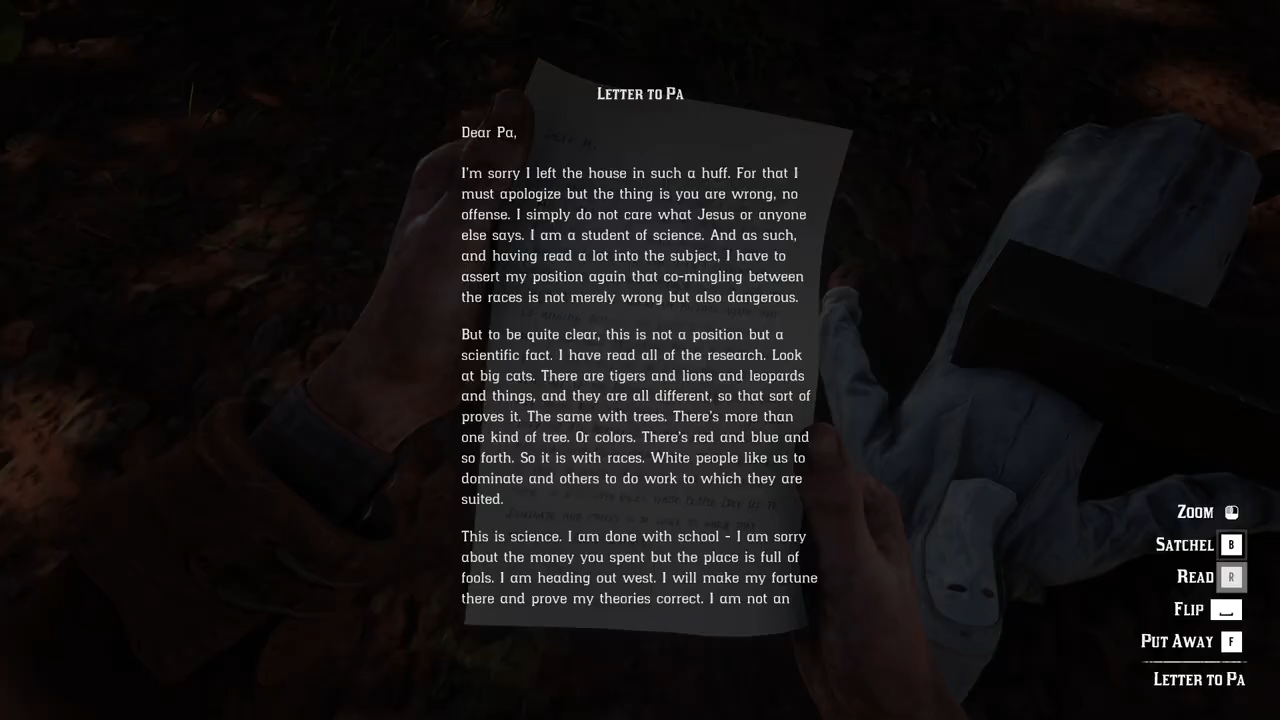 Letter to Pa
Dear Pa,
I'm sorry I left the house in such a huff. For that I
must apologize but the thing is you are wrong, no
offense. I simply do not care what Jesus or anyone
else says. I am a student of science. And as such,
and having read a lot into the subject, I have to
assert my position again that co-mingling between
the races is not merely wrong but also dangerous.
But to be quite clear, this is not a position but a
scientific fact. I have read all of the research. Look
at big cats. There are tigers and lions and leopards
and things, and they are all different, so that sort of
proves it. The same with trees. There's more than
one kind of tree. Or colors. There's red and blue and
so forth. So it is with races. White people like us to
dominate and others to do work to which they are
suited.
This is science. I am done with school - I am sorry
about the money you spent but the place is full of
fools. I am heading out west. I will make my fortune
there and prove my theories correct. I am not an
Zoom
Satchel B
Read R
Flip
Put Away F
Letter to Pa